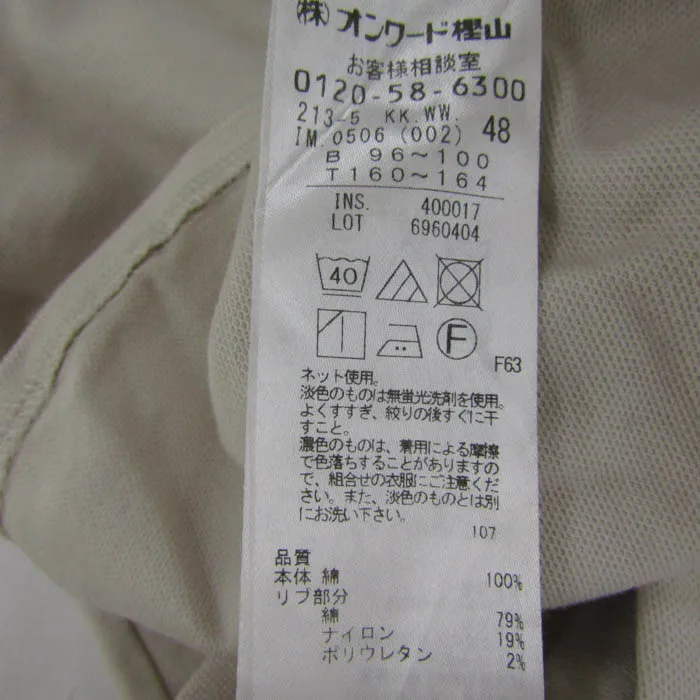 (株)オンワード樫山
お客様相談室
0120-58-6300
213-5 KK.WW.
IM.0506 (002) 48
B 96～100
T 160～164
INS. 400017
LOT 6960404
40
F
F63
ネット使用。
淡色のものは無蛍光洗剤を使用。
よくすすぎ、絞りの後すぐに干
すこと。
濃色のものは、着用による摩擦
で色落ちすることがありますの
で、組合せの衣服にご注意くだ
さい。また、淡色のものとは別
にお洗い下さい。
107
品質
本体 綿 100%
リブ部分
綿 79%
ナイロン 19%
ポリウレタン 2%